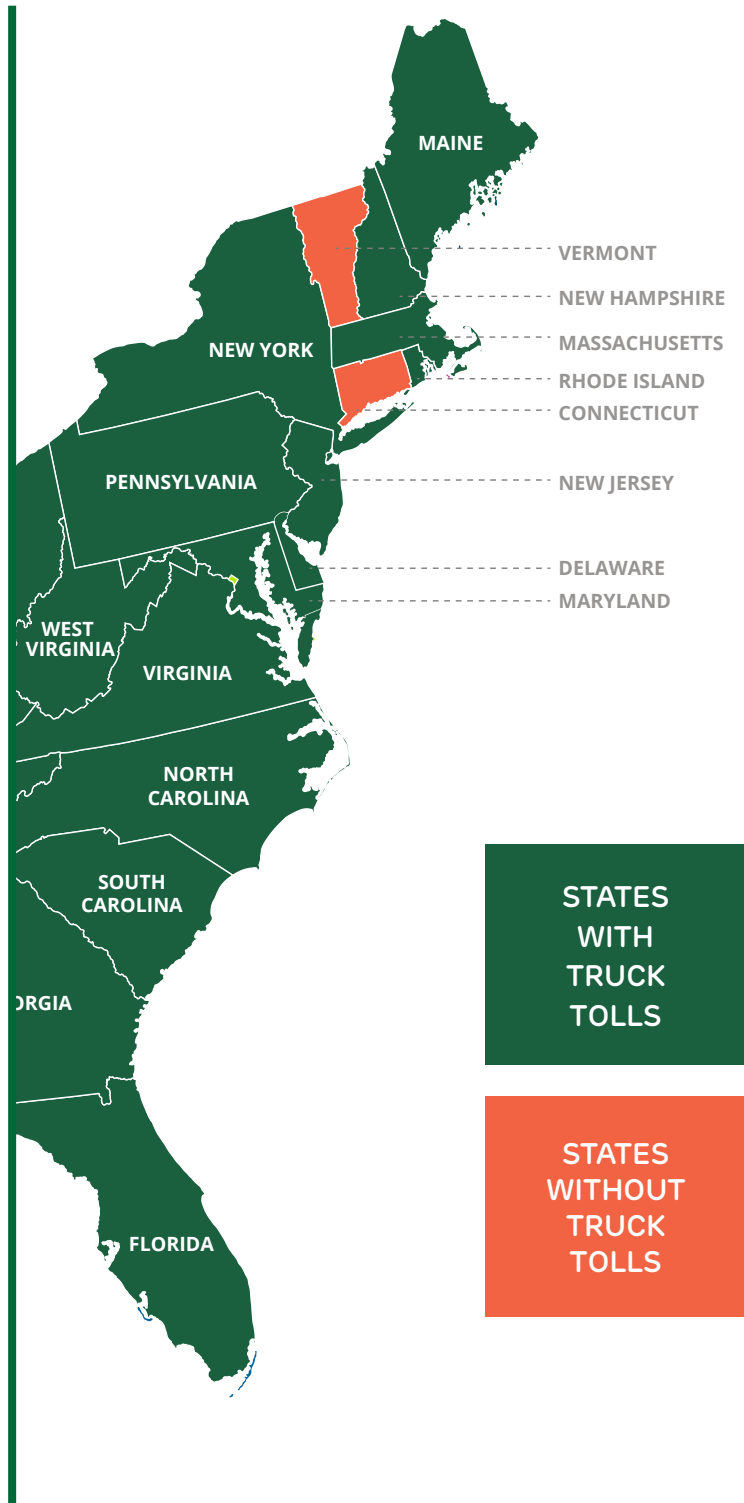 MAINE
VERMONT
NEW HAMPSHIRE
NEW YORK
MASSACHUSETTS
RHODE ISLAND
CONNECTICUT
PENNSYLVANIA
NEW JERSEY
DELAWARE
MARYLAND
WEST
VIRGINIA
VIRGINIA
NORTH
CAROLINA
SOUTH
CAROLINA
ORGIA
FLORIDA
STATES
WITH
TRUCK
TOLLS
STATES
WITHOUT
TRUCK
TOLLS